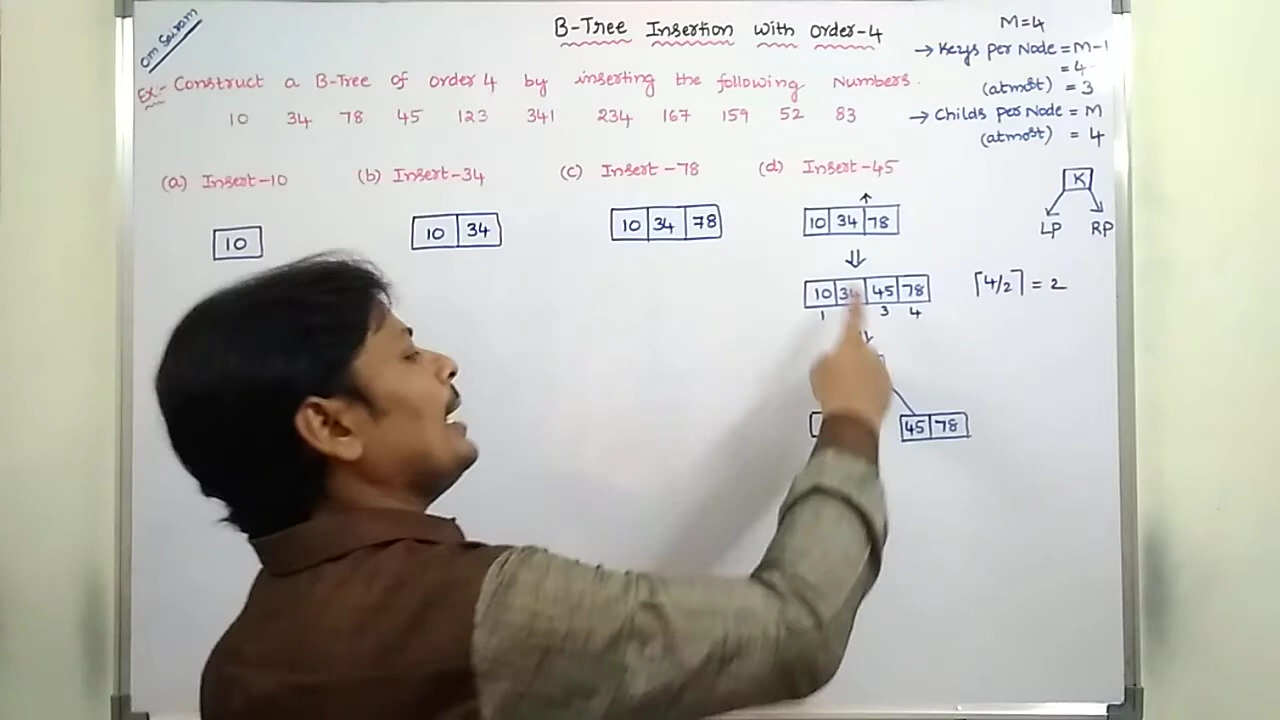 Om Sairam
B-Tree Insertion with order-4
Ex:- Construct a B-Tree of order 4 by inserting the following Numbers.
10 34 78 45 123 341 234 167 159 52 83
M=4
→ Keys per Node = M-1
= 4-
(atmost) = 3
→ Childs per Node = M
(atmost) = 4
K
LP RP
(a) Insert-10
10
(b) Insert-34
10 34
(c) Insert-78
10 34 78
(d) Insert-45
↑
10 34 78
⇓
10 34 45 78
1 3 4
⌈4/2⌉ = 2
45 78